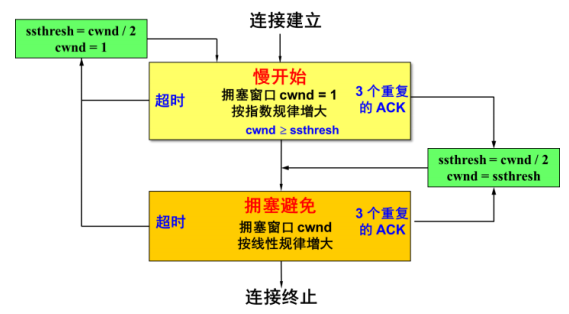 连接建立
ssthresh = cwnd / 2
cwnd = 1
慢开始
超时
拥塞窗口 cwnd = 1
按指数规律增大
cwnd ≥ ssthresh
3 个重复
的 ACK
ssthresh = cwnd / 2
cwnd = ssthresh
拥塞避免
超时
拥塞窗口 cwnd
按线性规律增大
3 个重复
的 ACK
连接终止